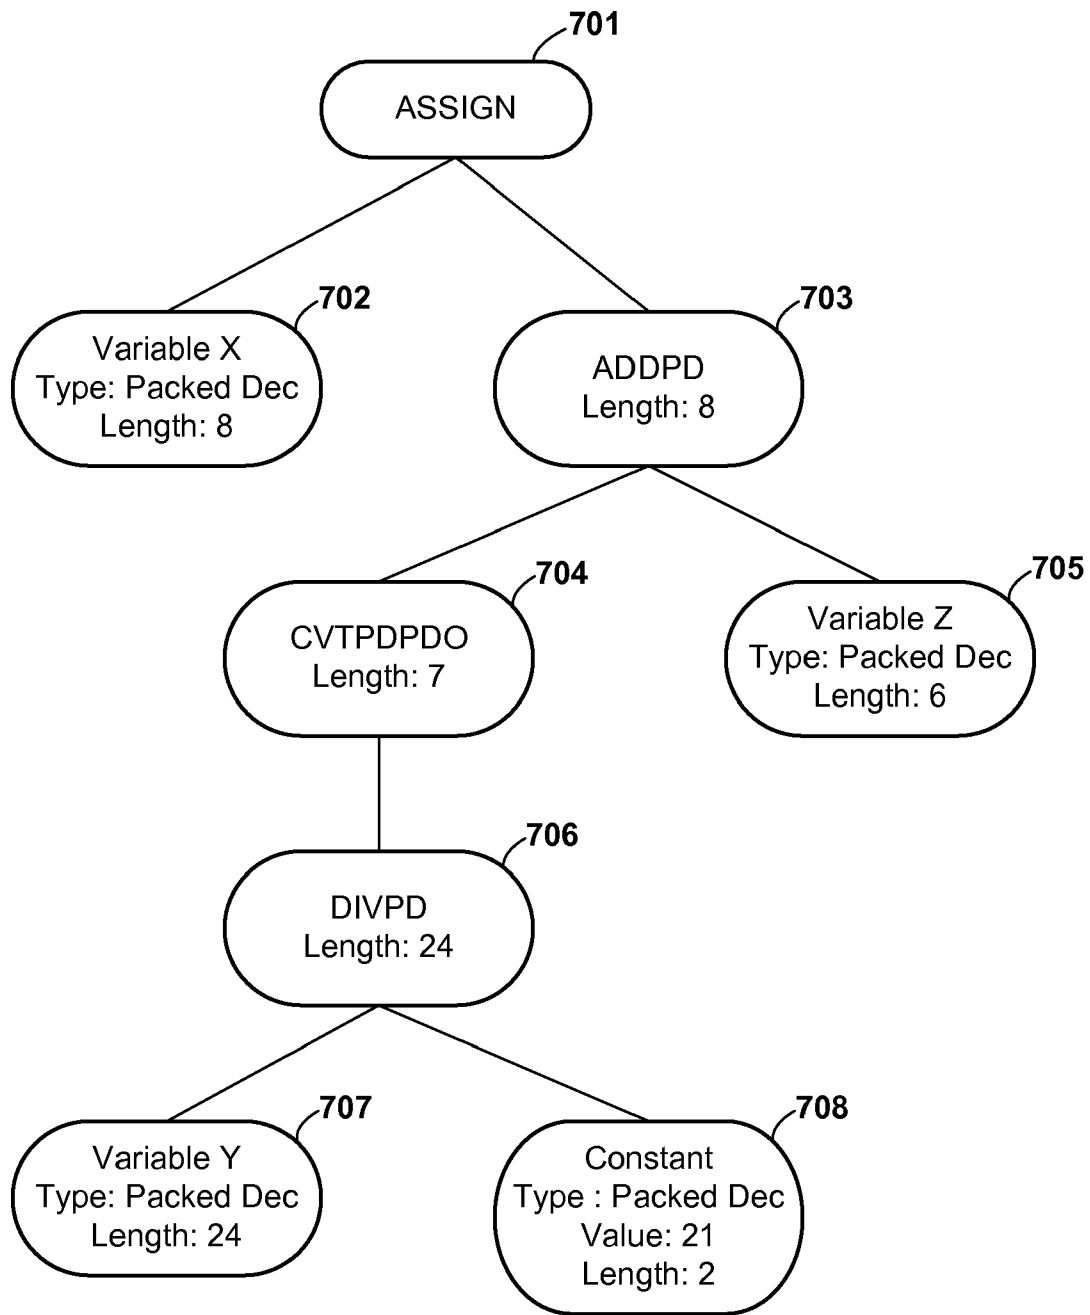 701
ASSIGN
702
Variable X
Type: Packed Dec
Length: 8
703
ADDPD
Length: 8
704
CVTPDPDO
Length: 7
705
Variable Z
Type: Packed Dec
Length: 6
706
DIVPD
Length: 24
707
Variable Y
Type: Packed Dec
Length: 24
708
Constant
Type : Packed Dec
Value: 21
Length: 2